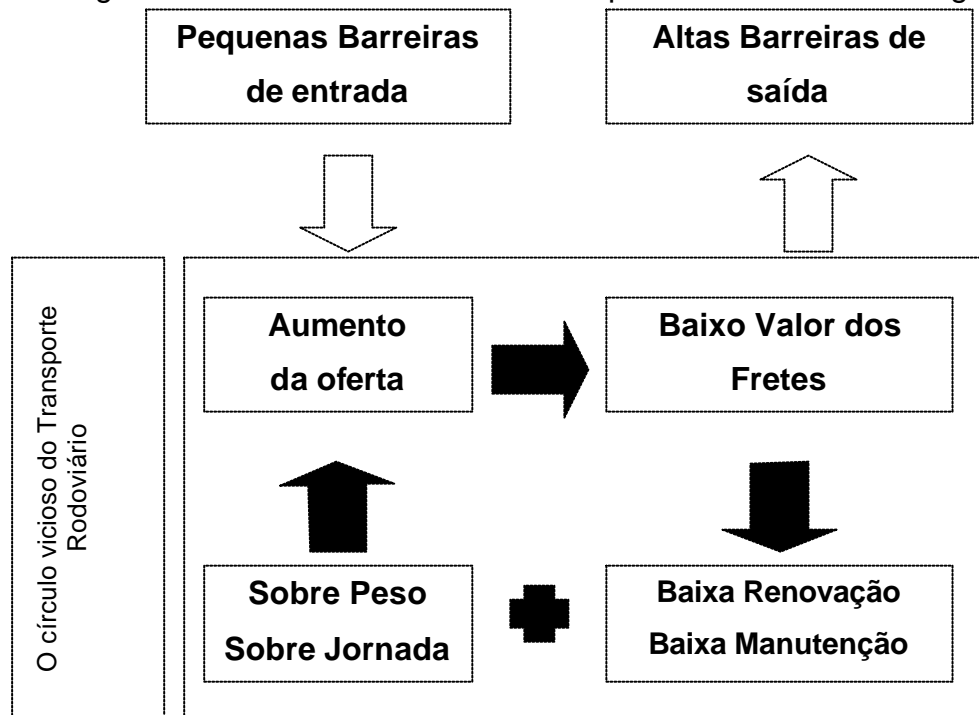 Pequenas Barreiras
de entrada
Altas Barreiras de
saída
O círculo vicioso do Transporte
Rodoviário
Aumento
da oferta
Baixo Valor dos
Fretes
Sobre Peso
Sobre Jornada
Baixa Renovação
Baixa Manutenção